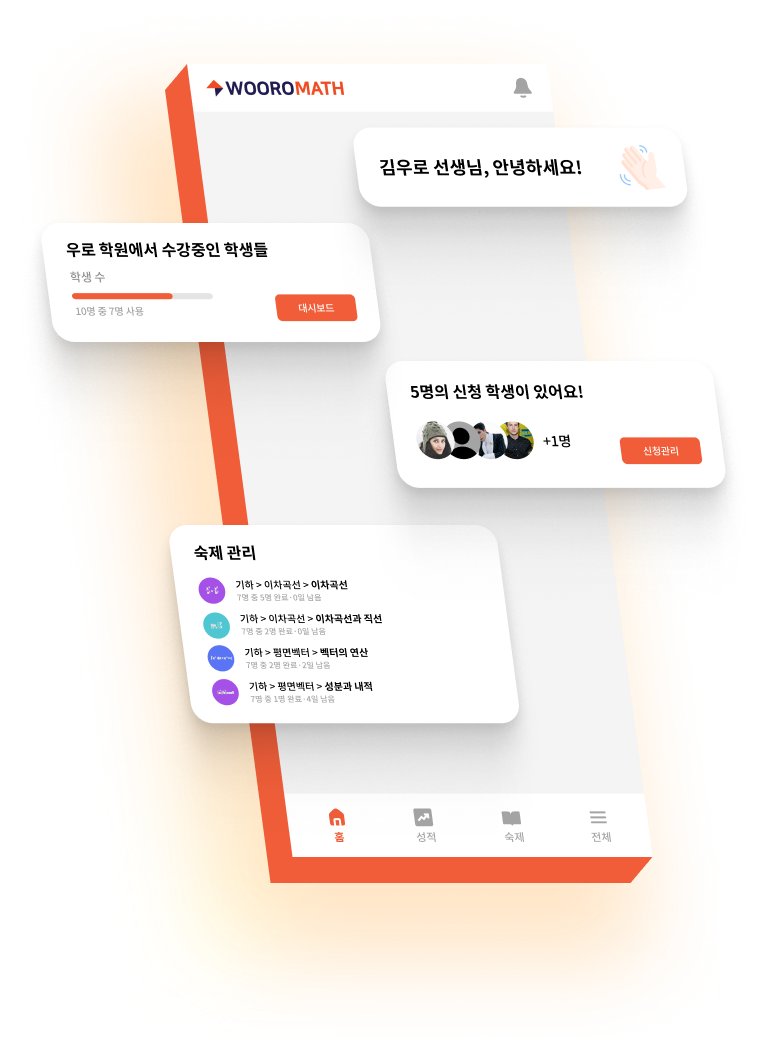 WOOROMATH
김우로 선생님, 안녕하세요!
우로 학원에서 수강중인 학생들
학생 수
10명 중 7명 사용
대시보드
5명의 신청 학생이 있어요!
+1명
신청관리
숙제 관리
기하 > 이차곡선 > 이차곡선
7명 중 5명 완료 · 0일 남음
기하 > 이차곡선 > 이차곡선과 직선
7명 중 2명 완료 · 0일 남음
기하 > 평면벡터 > 벡터의 연산
7명 중 2명 완료 · 2일 남음
기하 > 평면벡터 > 성분과 내적
7명 중 1명 완료 · 4일 남음
홈
성적
숙제
전체